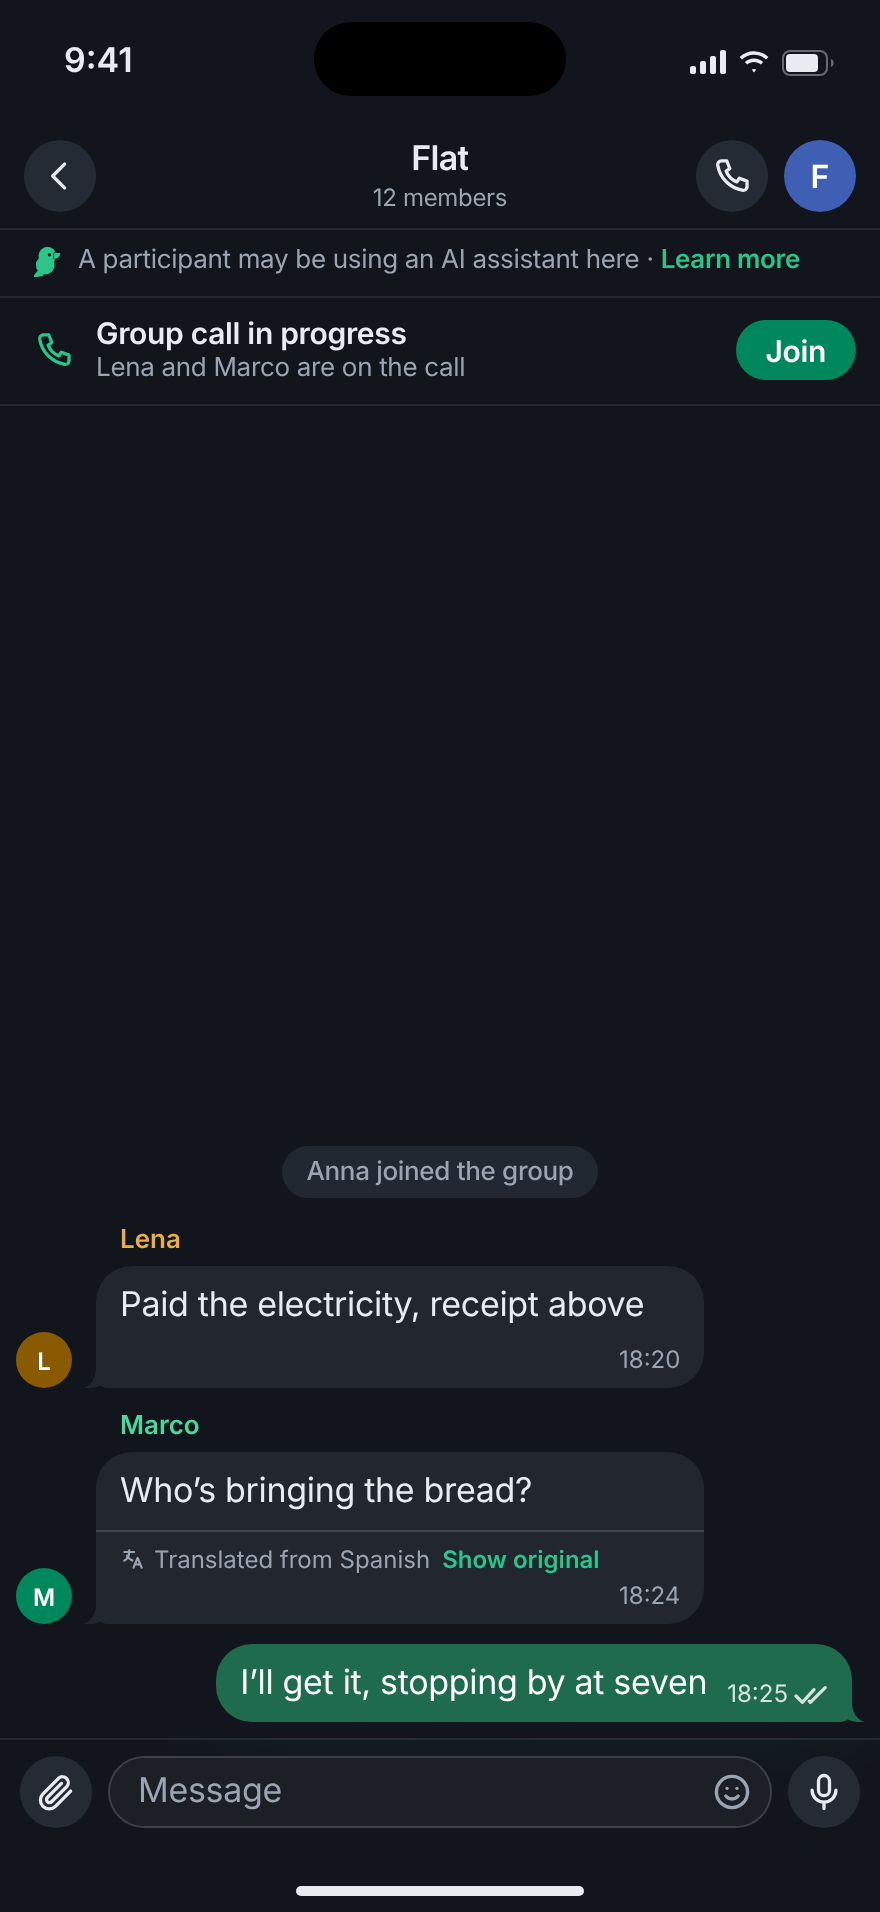 9:41
Flat
12 members
F
A participant may be using an AI assistant here · Learn more
Group call in progress
Lena and Marco are on the call
Join
Anna joined the group
Lena
Paid the electricity, receipt above
18:20
L
Marco
Who’s bringing the bread?
Translated from Spanish Show original
18:24
M
I’ll get it, stopping by at seven 18:25
Message